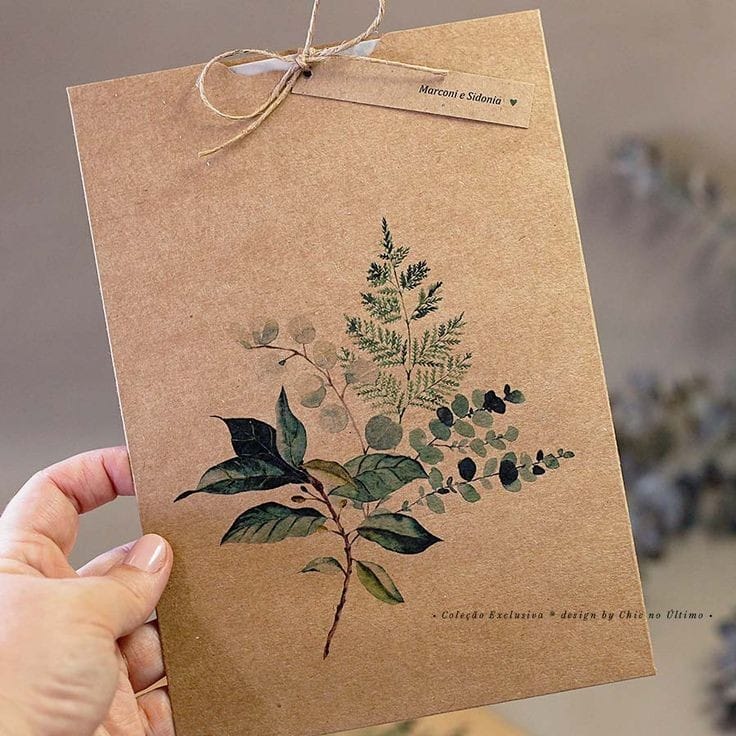 Marconi e Sidonia
• Coleção Exclusiva * design by Chic no Último •